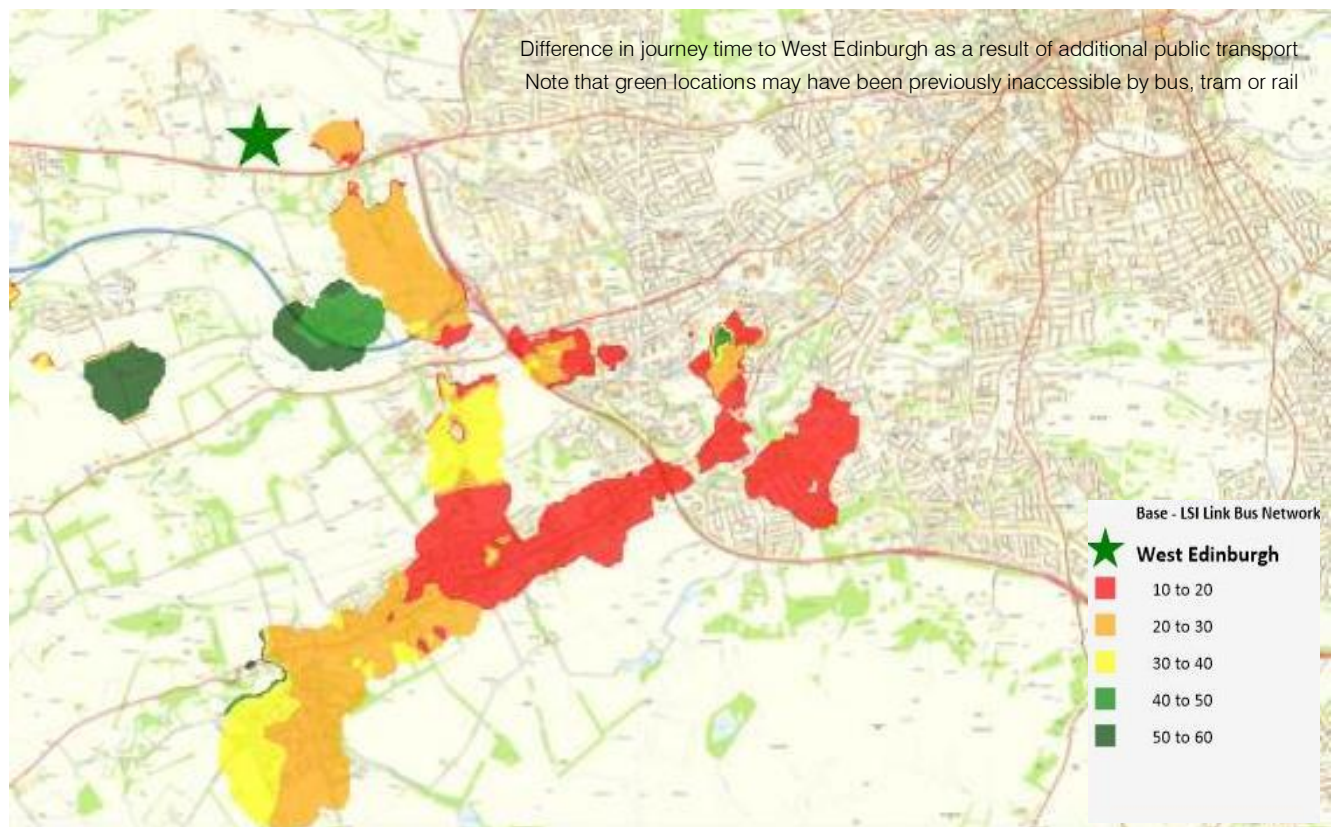 Difference in journey time to West Edinburgh as a result of additional public transport
Note that green locations may have been previously inaccessible by bus, tram or rail
Base - LSI Link Bus Network
West Edinburgh
10 to 20
20 to 30
30 to 40
40 to 50
50 to 60